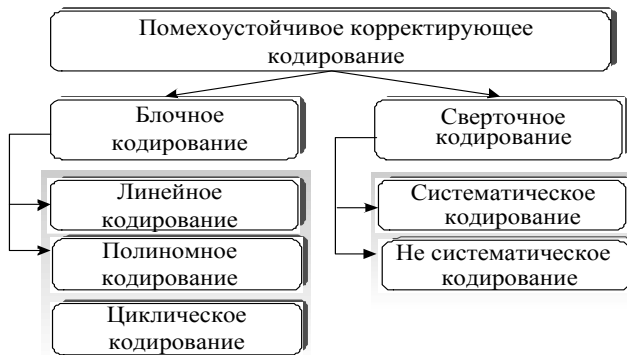 Помехоустойчивое корректирующее
кодирование
Блочное
кодирование
Сверточное
кодирование
Линейное
кодирование
Систематическое
кодирование
Полиномное
кодирование
Не систематическое
кодирование
Циклическое
кодирование